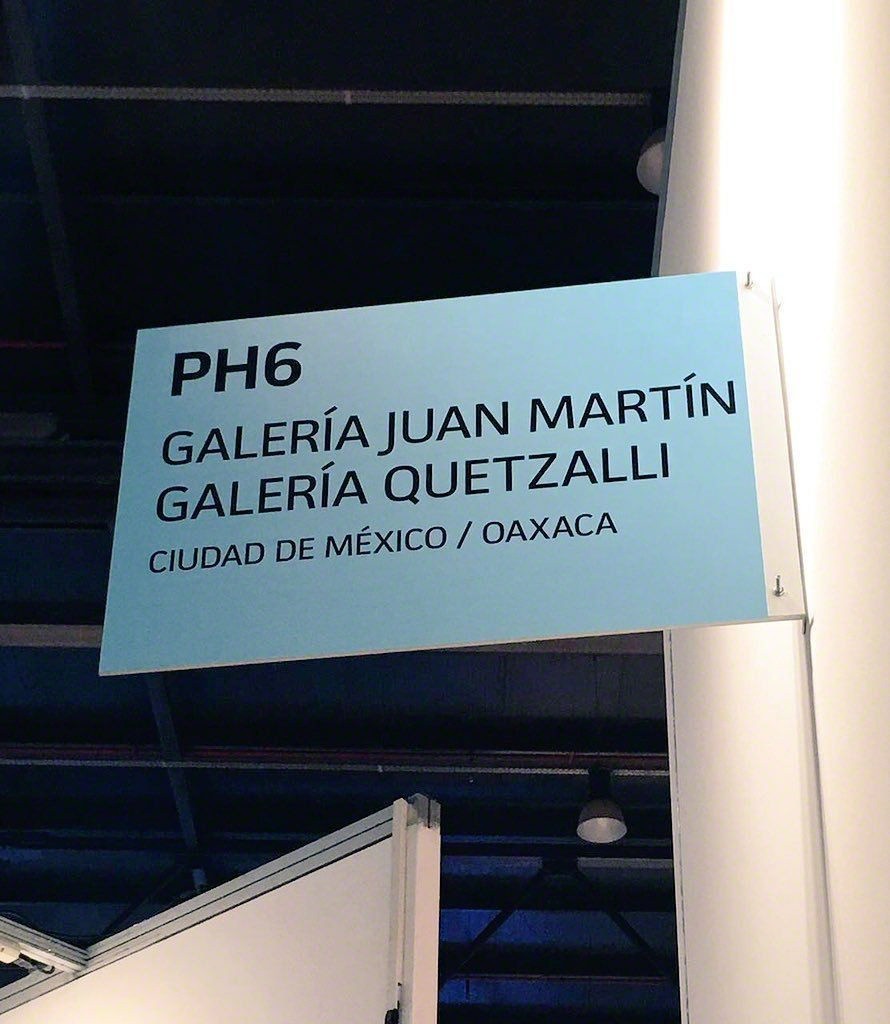 PH6
GALERÍA JUAN MARTÍN
GALERÍA QUETZALLI
CIUDAD DE MÉXICO / OAXACA